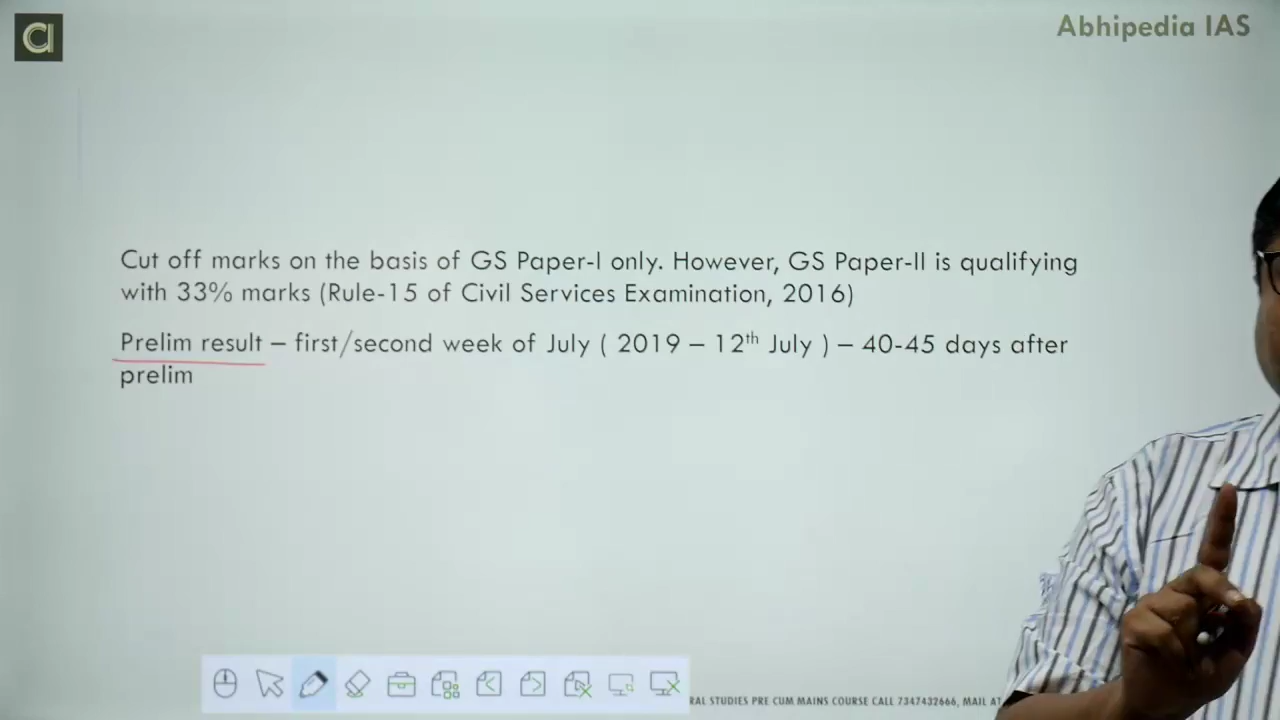 Abhipedia IAS
Cut off marks on the basis of GS Paper-I only. However, GS Paper-II is qualifying
with 33% marks (Rule-15 of Civil Services Examination, 2016)
Prelim result – first/second week of July ( 2019 – 12th July ) – 40-45 days after
prelim
STUDIES PRE CUM MAINS COURSE CALL 7347432666, MAIL AT